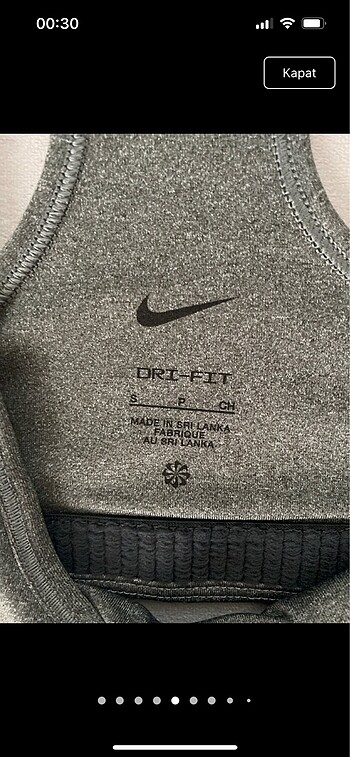 00:30
Kapat
DRI-FIT
S P CH
MADE IN SRI LANKA
FABRIQUE
AU SRI LANKA